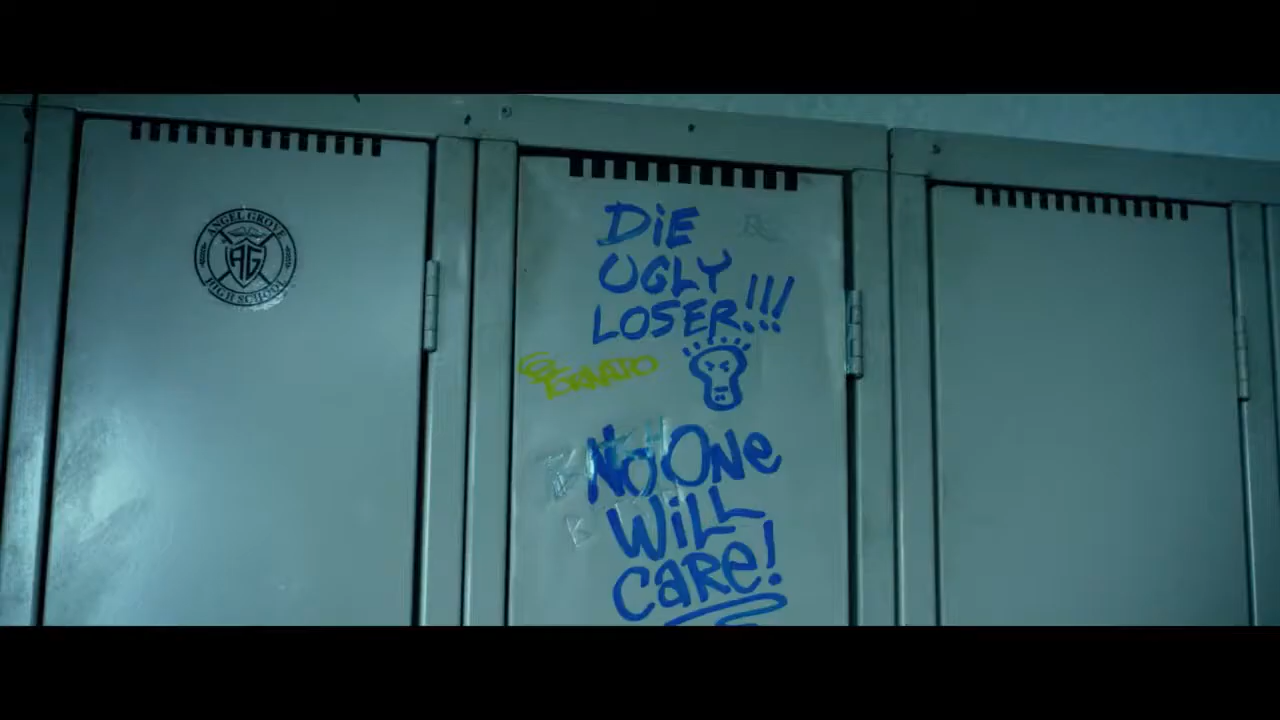 ANGEL GROVE
AG
HIGH SCHOOL
DiE
UGLY
LOSER!!!
No ONe
WiLL
CaRe!